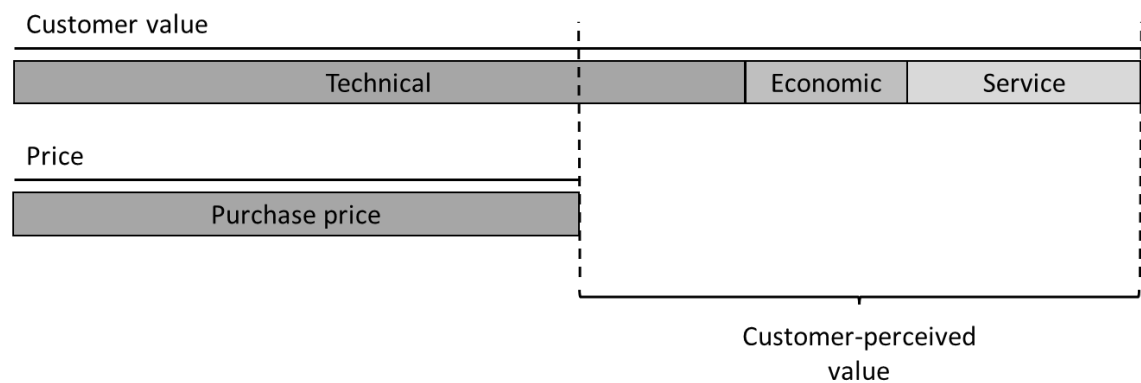 Customer value
Technical
Economic
Service
Price
Purchase price
Customer-perceived
value